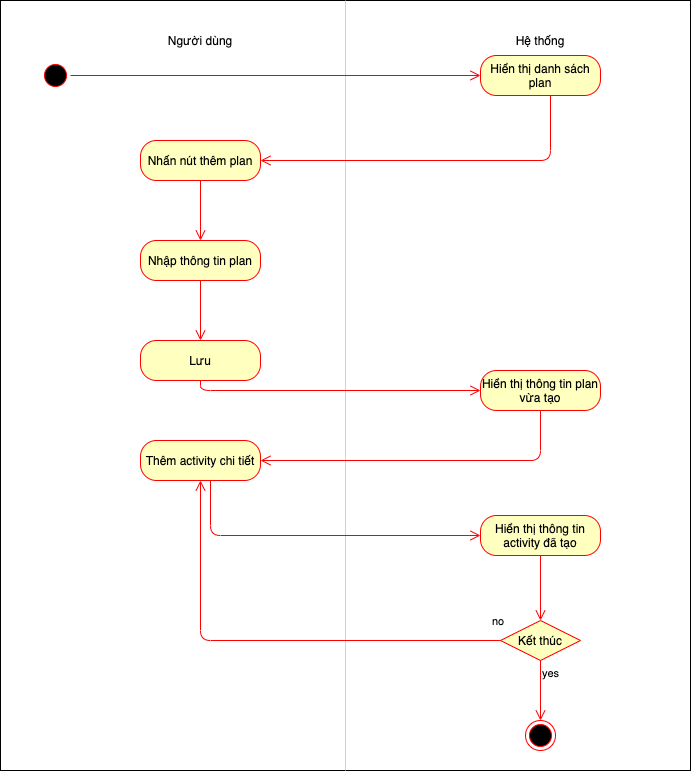 Người dùng
Hệ thống
Hiển thị danh sách
plan
Nhấn nút thêm plan
Nhập thông tin plan
Lưu
Hiển thị thông tin plan
vừa tạo
Thêm activity chi tiết
Hiển thị thông tin
activity đã tạo
no
Kết thúc
yes